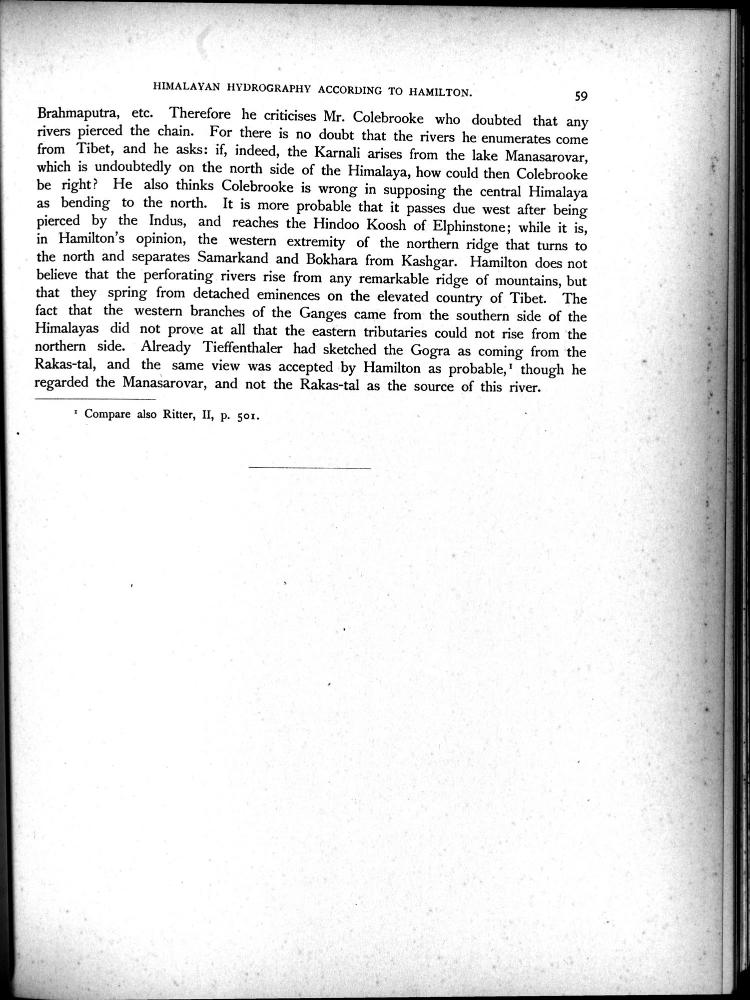 HIMALAYAN HYDROGRAPHY ACCORDING TO HAMILTON.
59
Brahmaputra, etc. Therefore he criticises Mr. Colebrooke who doubted that any
rivers pierced the chain. For there is no doubt that the rivers he enumerates come
from Tibet, and he asks: if, indeed, the Karnali arises from the lake Manasarovar,
which is undoubtedly on the north side of the Himalaya, how could then Colebrooke
be right? He also thinks Colebrooke is wrong in supposing the central Himalaya
as bending to the north. It is more probable that it passes due west after being
pierced by the Indus, and reaches the Hindoo Koosh of Elphinstone; while it is,
in Hamilton's opinion, the western extremity of the northern ridge that turns to
the north and separates Samarkand and Bokhara from Kashgar. Hamilton does not
believe that the perforating rivers rise from any remarkable ridge of mountains, but
that they spring from detached eminences on the elevated country of Tibet. The
fact that the western branches of the Ganges came from the southern side of the
Himalayas did not prove at all that the eastern tributaries could not rise from the
northern side. Already Tieffenthaler had sketched the Gogra as coming from the
Rakas-tal, and the same view was accepted by Hamilton as probable,¹ though he
regarded the Manasarovar, and not the Rakas-tal as the source of this river.
¹ Compare also Ritter, II, p. 501.